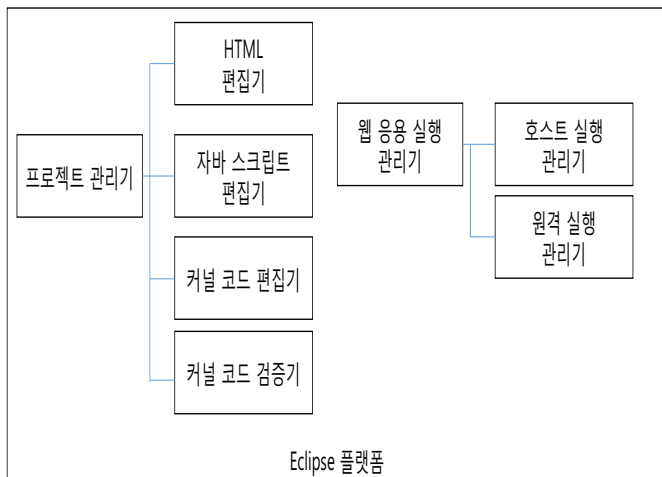 HTML
편집기
프로젝트 관리기
자바 스크립트
편집기
커널 코드 편집기
커널 코드 검증기
웹 응용 실행
관리기
호스트 실행
관리기
원격 실행
관리기
Eclipse 플랫폼